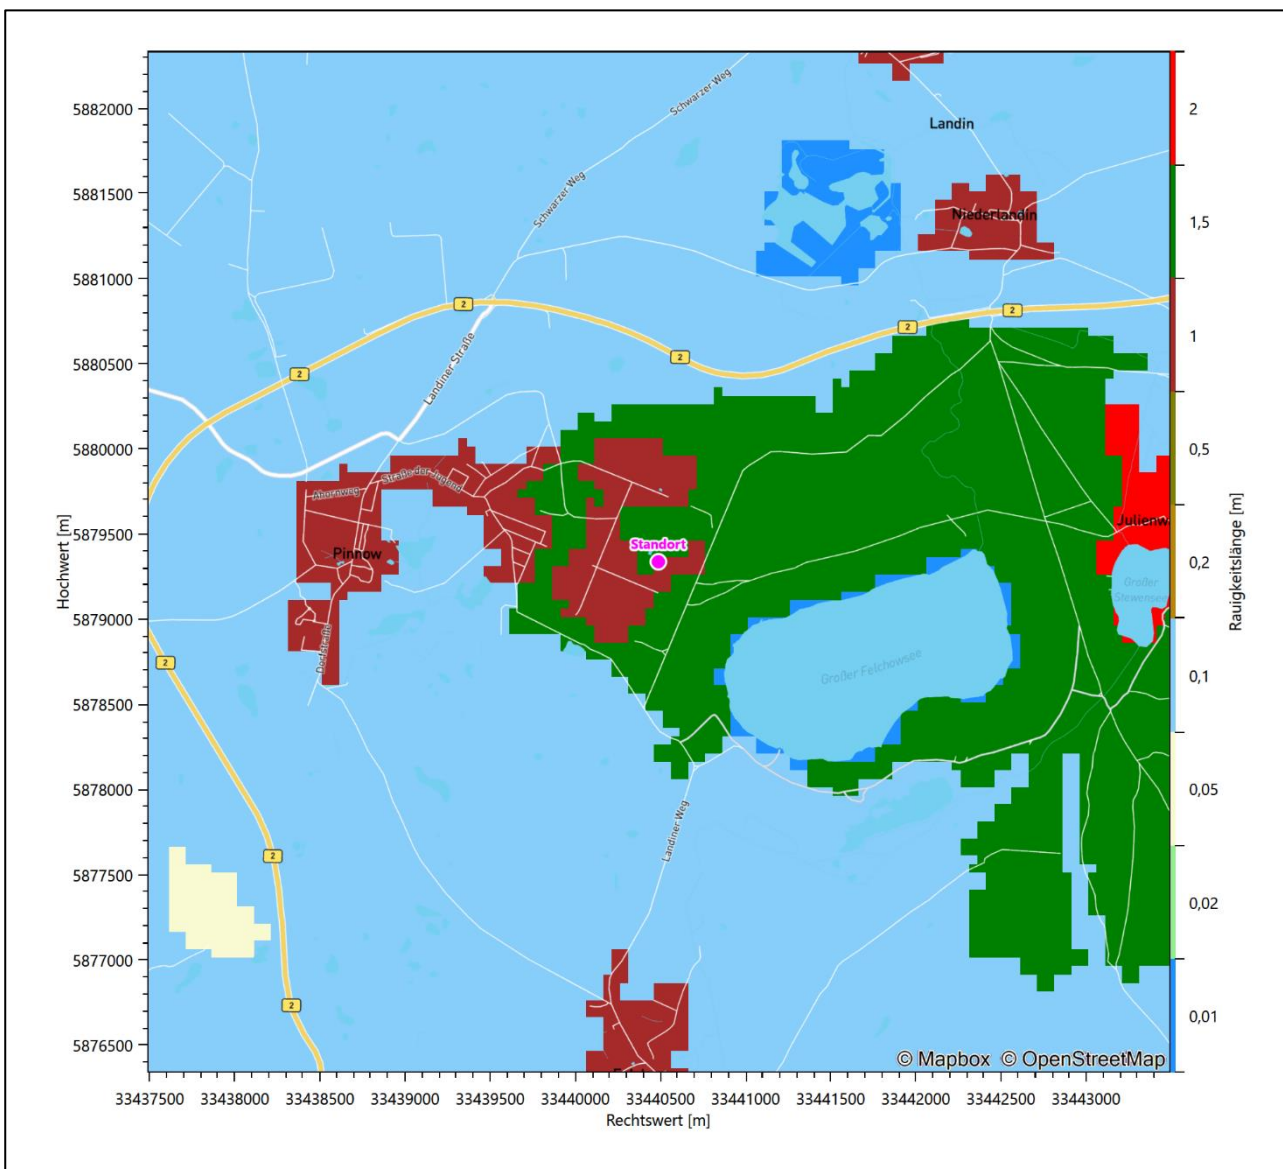 5882000
5881500
5881000
5880500
5880000
5879500
5879000
5878500
5878000
5877500
5877000
5876500
Hochwert [m]
Schwarzer Weg
Landin
Schwarzer Weg
Niederlandin
2
2
2
2
2
Landiner Straße
Ahornweg
Straße der Jugend
Julienw
Standort
Pinnow
Großer
Stewensee
Dorfstraße
Großer Felchowsee
2
Landiner Weg
2
2
© Mapbox © OpenStreetMap
33437500
33438000
33438500
33439000
33439500
33440000
33440500
33441000
33441500
33442000
33442500
33443000
Rechtswert [m]
2
1,5
1
0,5
0,2
0,1
0,05
0,02
0,01
Rauigkeitslänge [m]